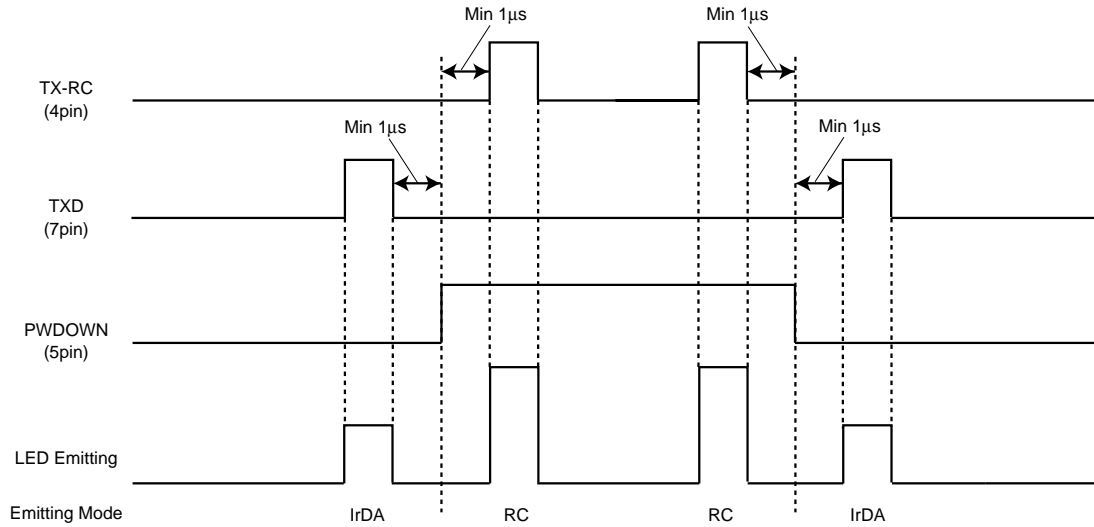 Min 1μs
Min 1μs
TX-RC
(4pin)
Min 1μs
Min 1μs
TXD
(7pin)
PWDOWN
(5pin)
LED Emitting
Emitting Mode IrDA RC RC IrDA